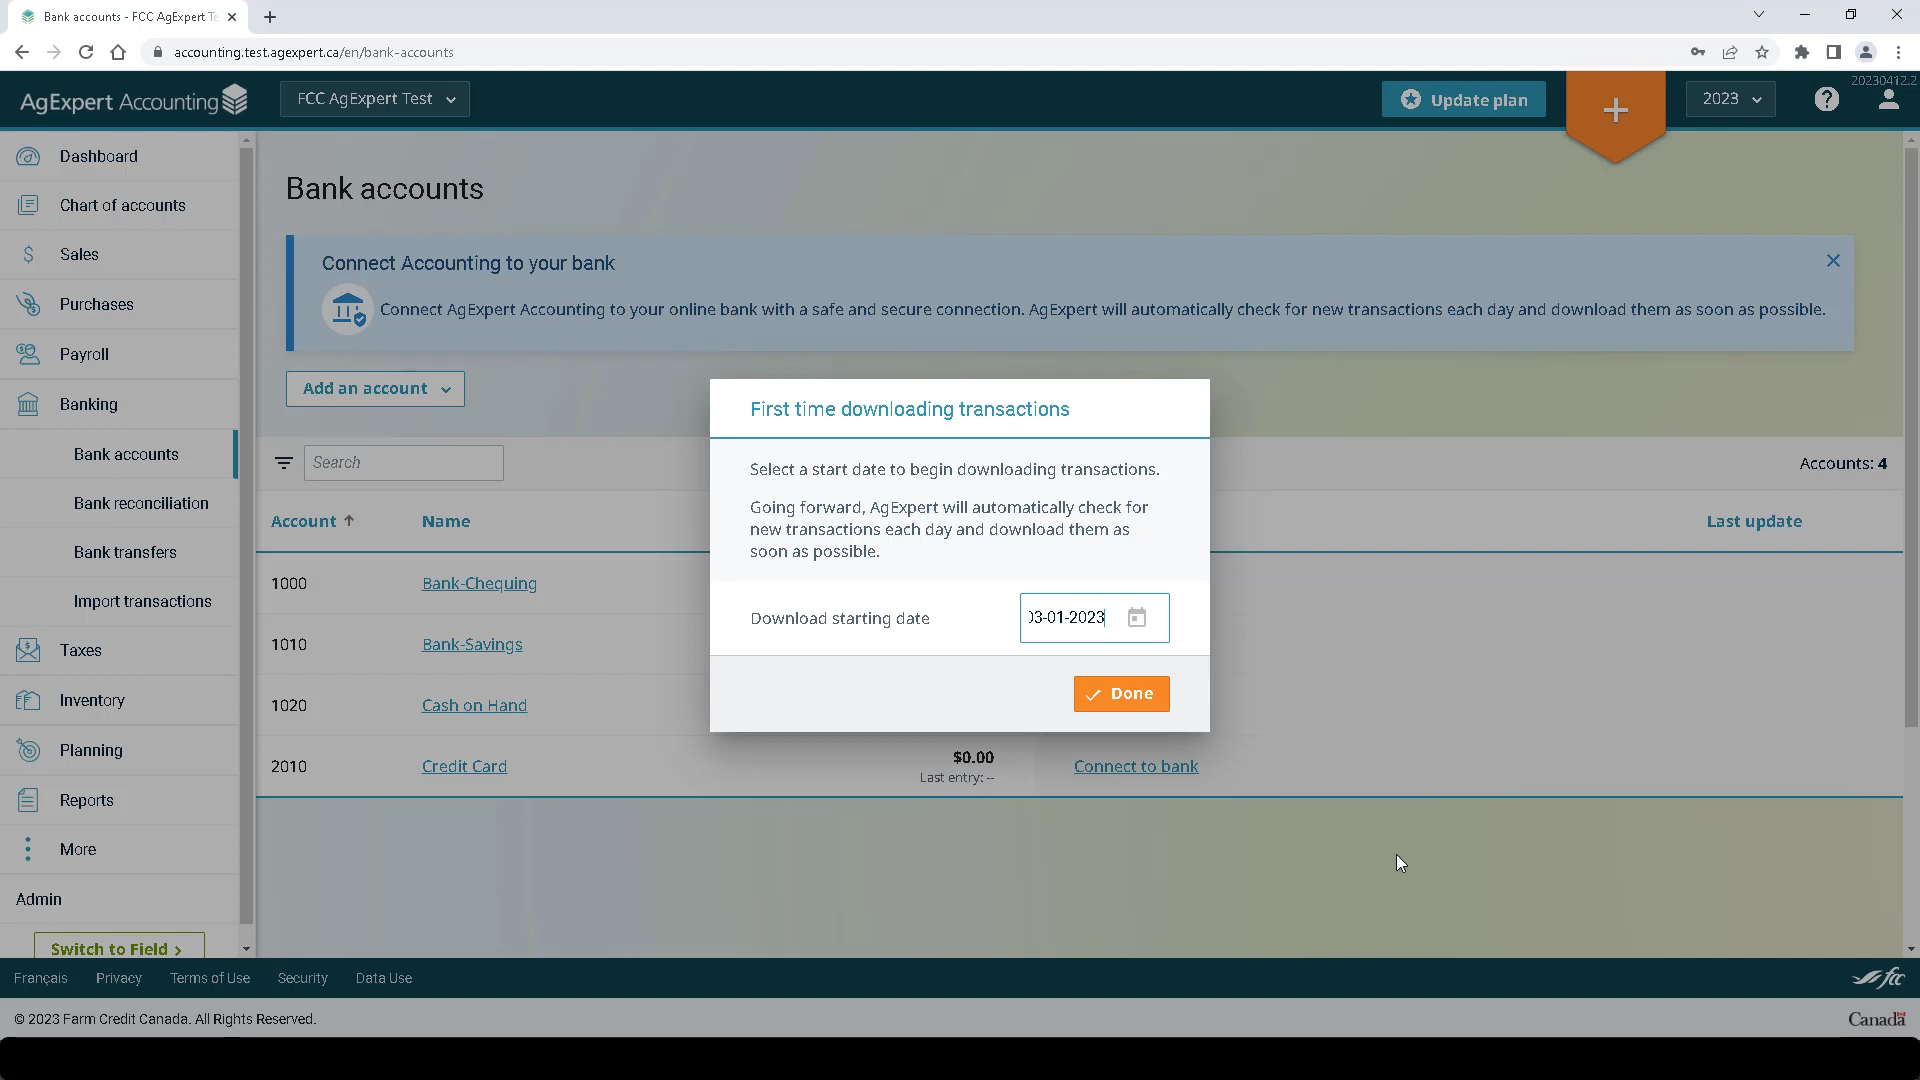 Bank accounts - FCC AgExpert Te
accounting.test.agexpert.ca/en/bank-accounts
20230412.2
AgExpert Accounting
FCC AgExpert Test
Update plan
2023
Dashboard
Chart of accounts
Sales
Purchases
Payroll
Banking
Bank accounts
Bank reconciliation
Bank transfers
Import transactions
Taxes
Inventory
Planning
Reports
More
Admin
Switch to Field >
Bank accounts
Connect Accounting to your bank
Connect AgExpert Accounting to your online bank with a safe and secure connection. AgExpert will automatically check for new transactions each day and download them as soon as possible.
Add an account
Search
Accounts: 4
Account Name Last update
1000 Bank-Chequing
1010 Bank-Savings
1020 Cash on Hand
2010 Credit Card $0.00 Connect to bank
Last entry: --
First time downloading transactions
Select a start date to begin downloading transactions.
Going forward, AgExpert will automatically check for
new transactions each day and download them as
soon as possible.
Download starting date 03-01-2023
Done
Français Privacy Terms of Use Security Data Use
fcc
© 2023 Farm Credit Canada. All Rights Reserved.
Canada